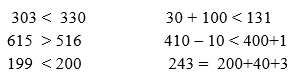 303 < 330
30 + 100 < 131
615 > 516
410 – 10 < 400+1
199 < 200
243 = 200+40+3